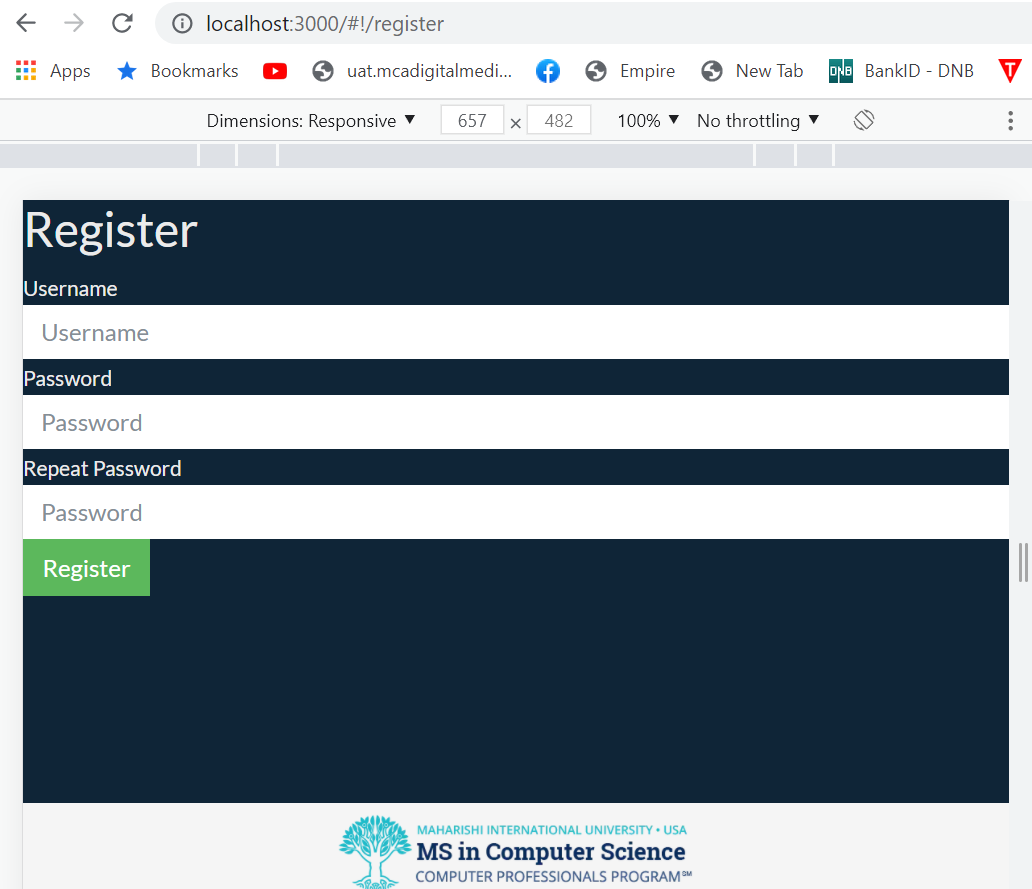 localhost:3000/#!/register
Apps Bookmarks uat.mcadigitalmedi... Empire New Tab DNB BankID - DNB
Dimensions: Responsive ▼ 657 × 482 100% ▼ No throttling ▼
Register
Username
Username
Password
Password
Repeat Password
Password
Register
MAHARISHI INTERNATIONAL UNIVERSITY • USA
MS in Computer Science
COMPUTER PROFESSIONALS PROGRAM℠